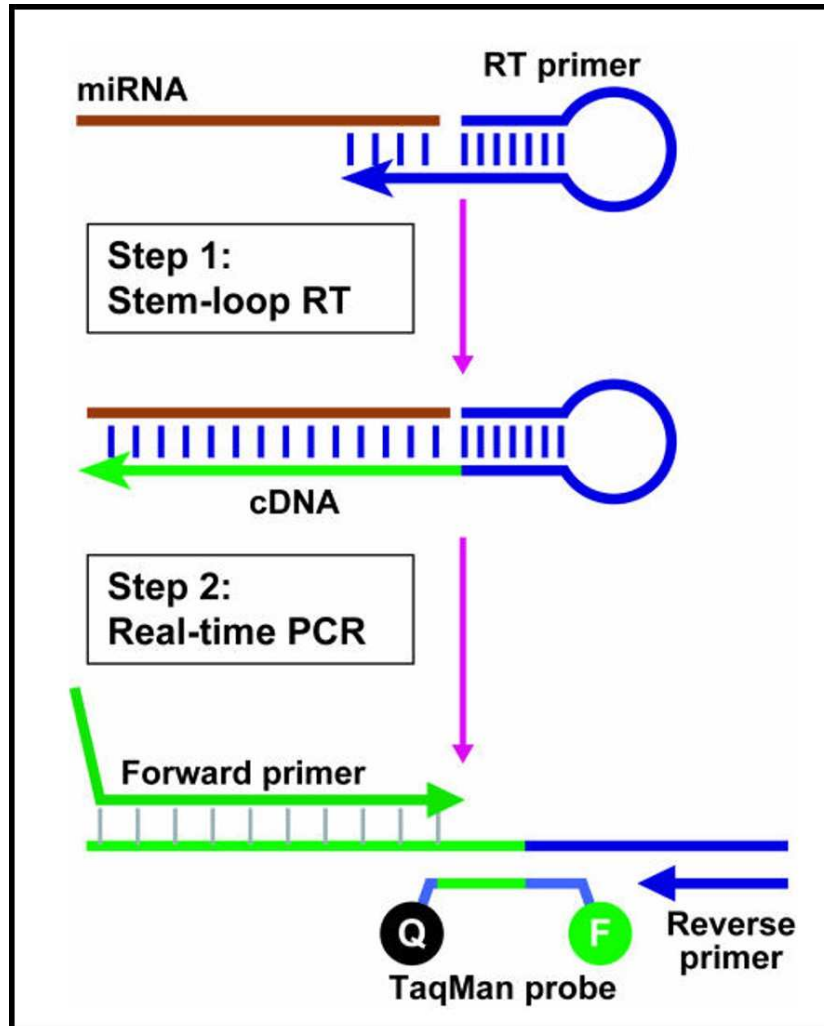 RT primer
miRNA
Step 1:
Stem-loop RT
cDNA
Step 2:
Real-time PCR
Forward primer
Q
F
Reverse
primer
TaqMan probe